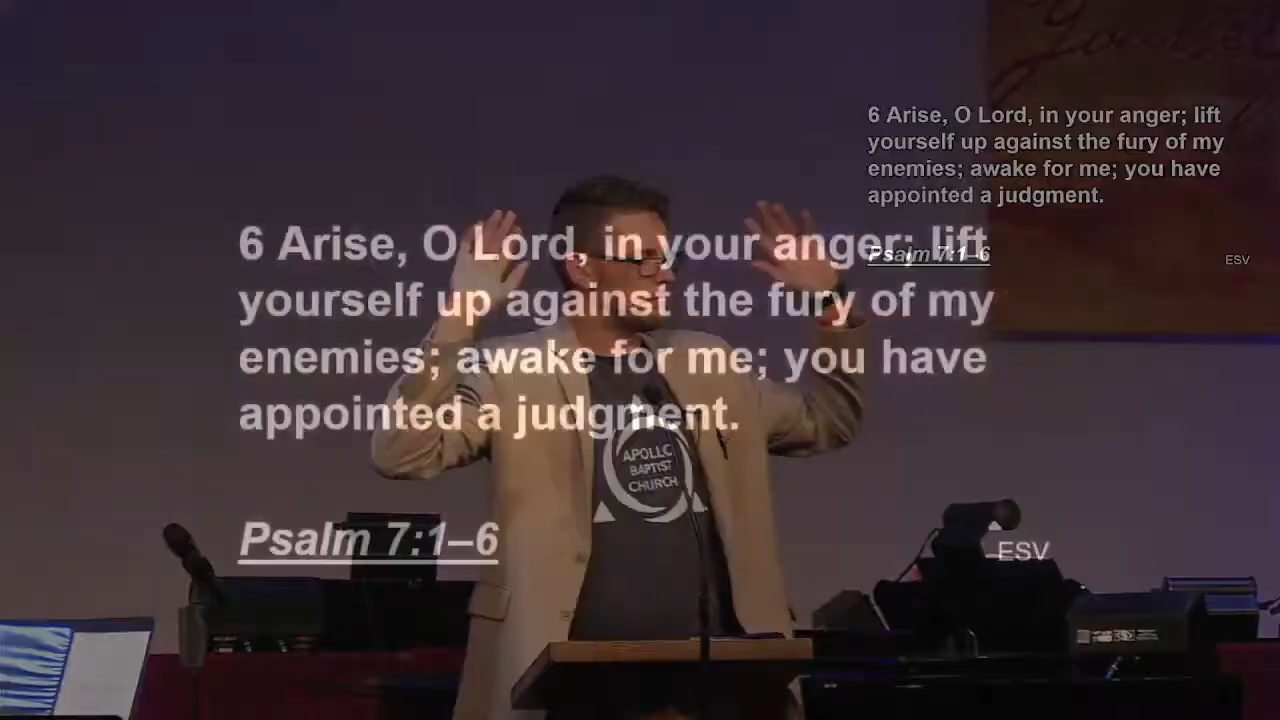 6 Arise, O Lord, in your anger; lift
yourself up against the fury of my
enemies; awake for me; you have
appointed a judgment.
Psalm 7:1–6
ESV
6 Arise, O Lord, in your anger; lift
yourself up against the fury of my
enemies; awake for me; you have
appointed a judgment.
Psalm 7:1–6
ESV
APOLLO
BAPTIST
CHURCH